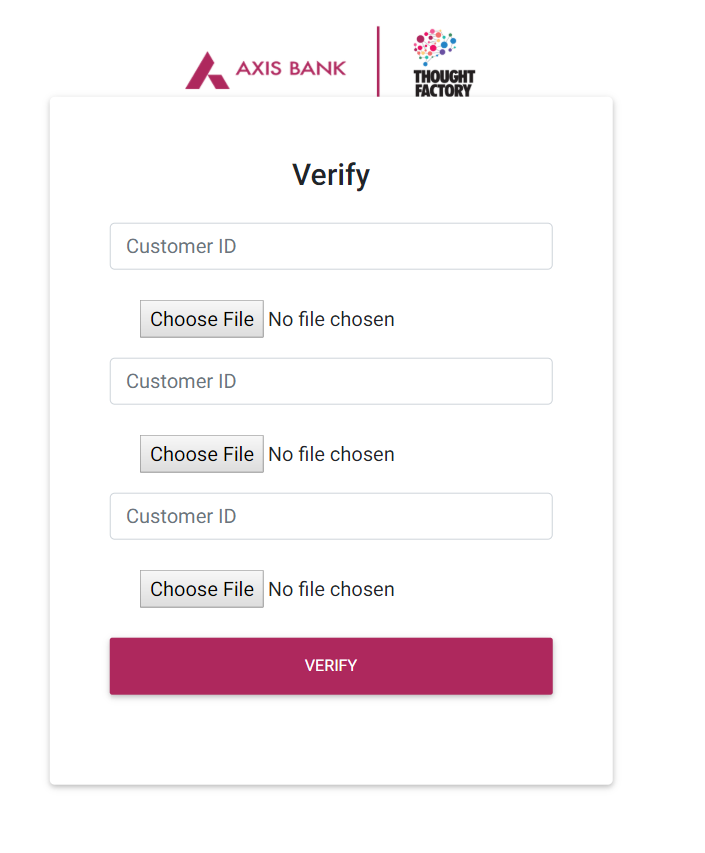 AXIS BANK
THOUGHT
FACTORY
Verify
Customer ID
Choose File No file chosen
Customer ID
Choose File No file chosen
Customer ID
Choose File No file chosen
VERIFY